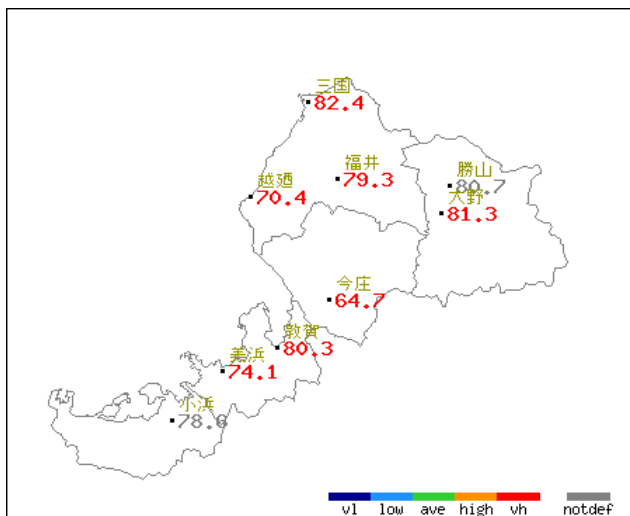 三国
82.4
福井
79.3
勝山
80.7
越廼
70.4
大野
81.3
今庄
64.7
敦賀
80.3
美浜
74.1
小浜
vl low ave high vh notdef